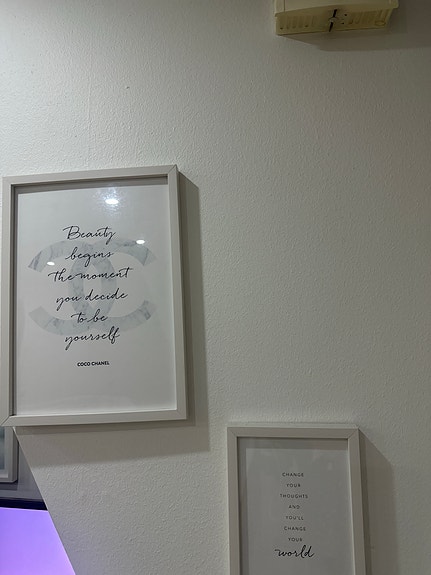 Beauty
begins
the moment
you decide
to be
yourself
COCO CHANEL
CHANGE
YOUR
THOUGHTS
AND
YOU'LL
CHANGE
YOUR
world